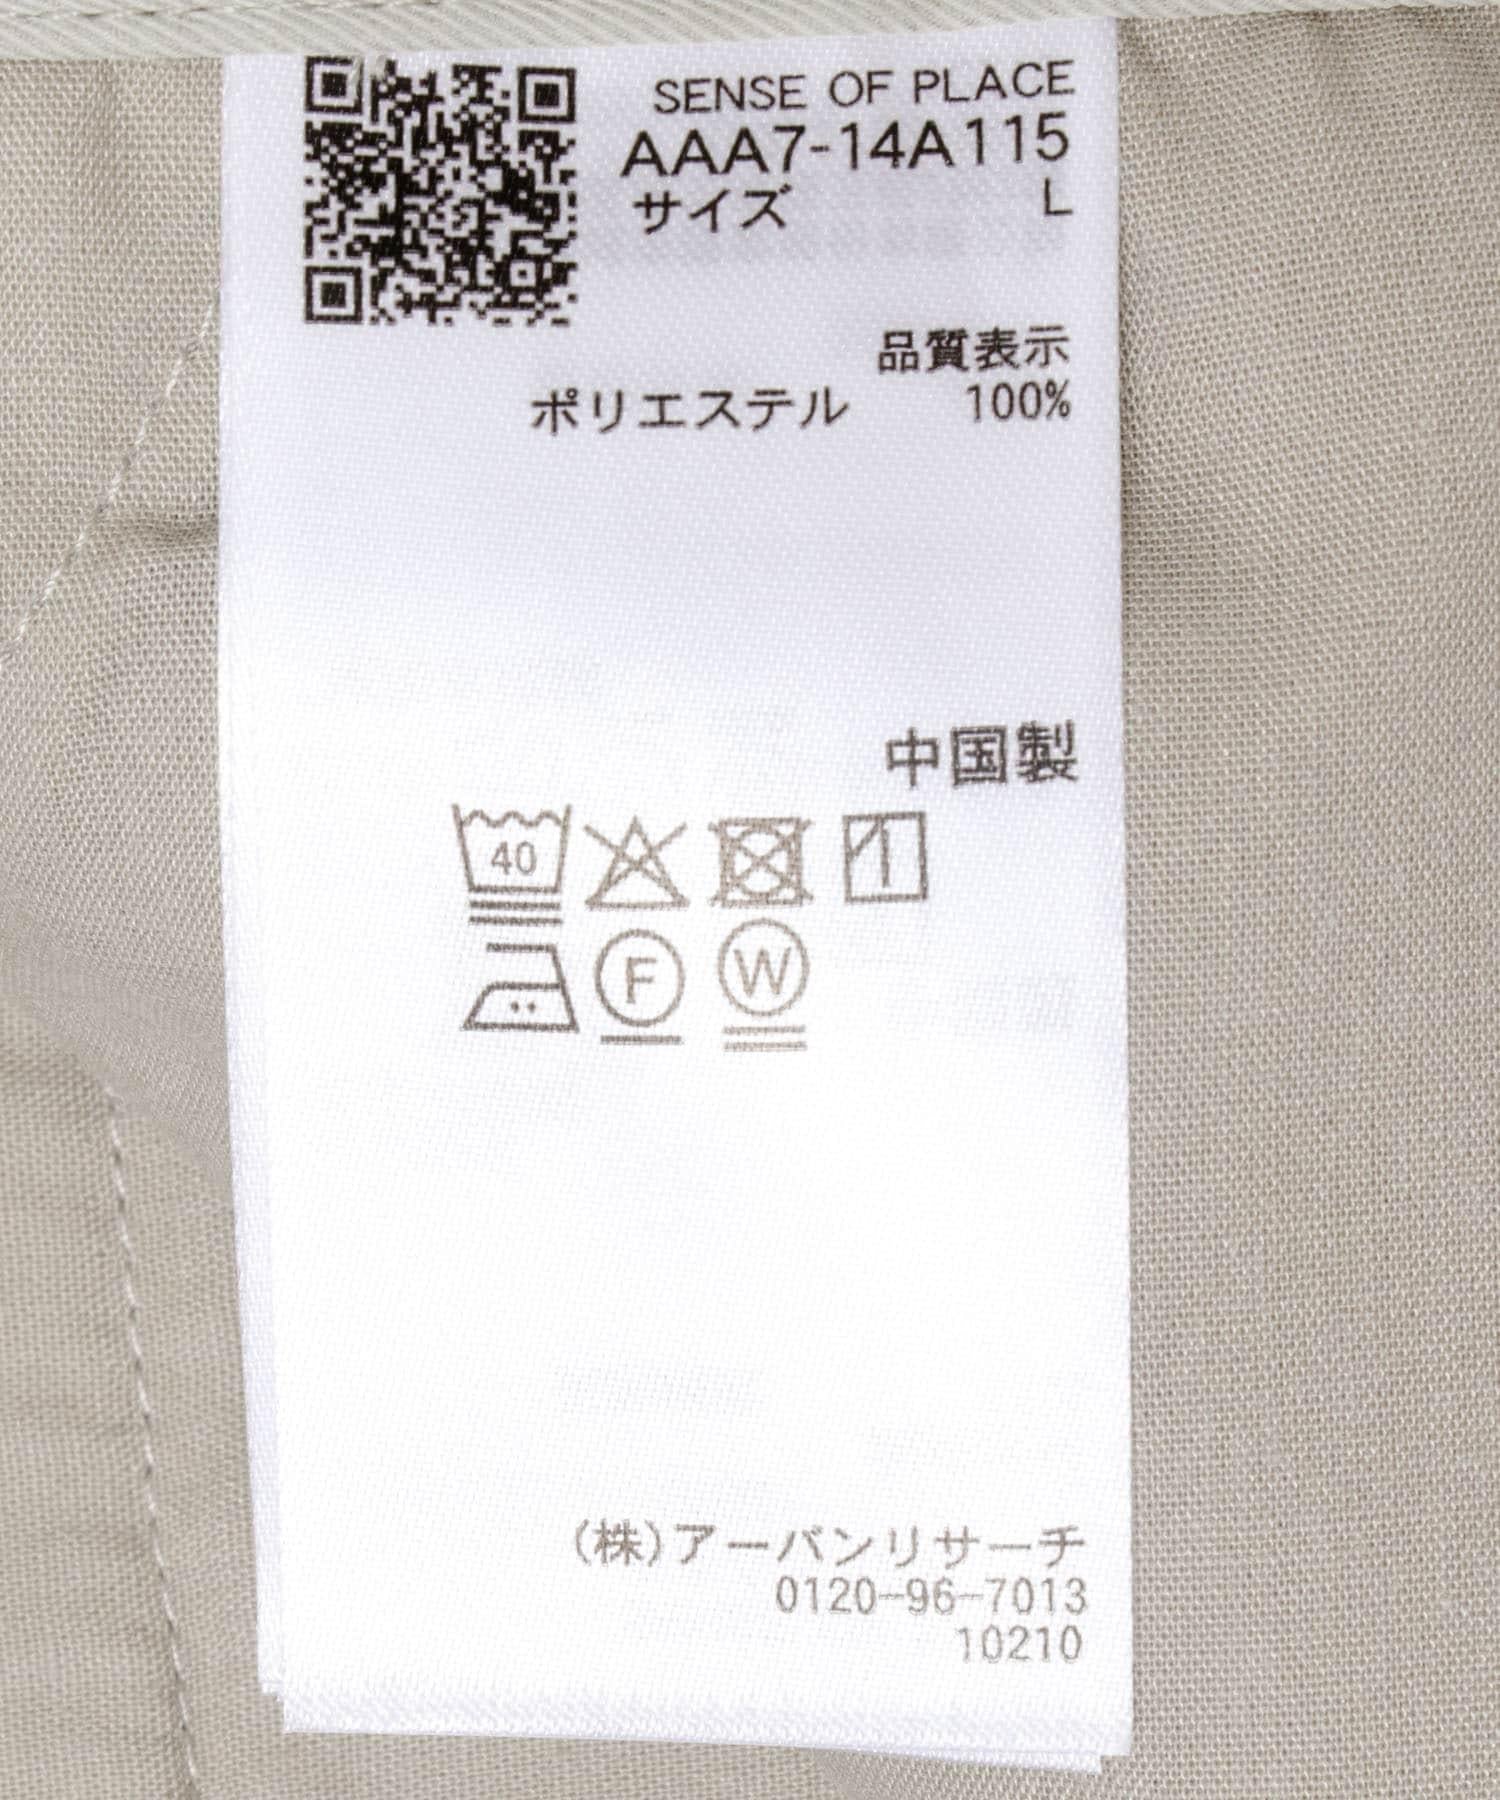 SENSE OF PLACE
AAA7-14A115
サイズ L
品質表示
ポリエステル 100%
中国製
40
F W
(株)アーバンリサーチ
0120-96-7013
10210